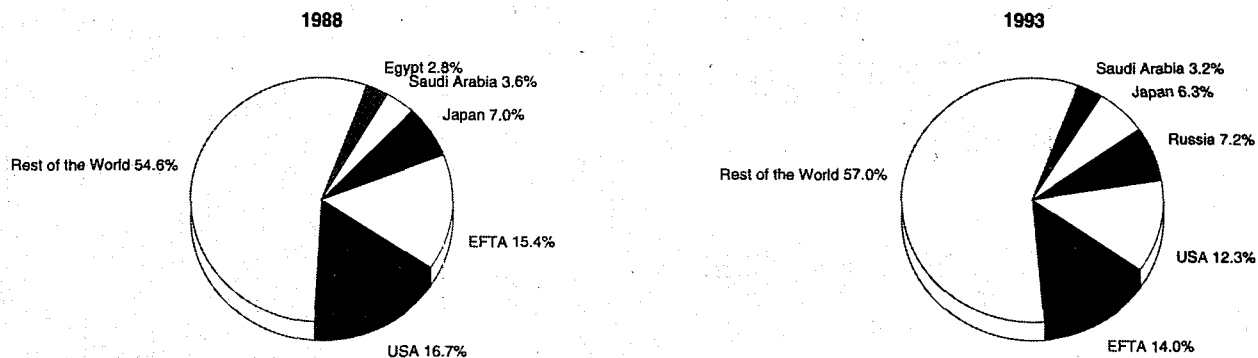 1988
Egypt 2.8%
Saudi Arabia 3.6%
Japan 7.0%
Rest of the World 54.6%
EFTA 15.4%
USA 16.7%
1993
Saudi Arabia 3.2%
Japan 6.3%
Russia 7.2%
Rest of the World 57.0%
USA 12.3%
EFTA 14.0%